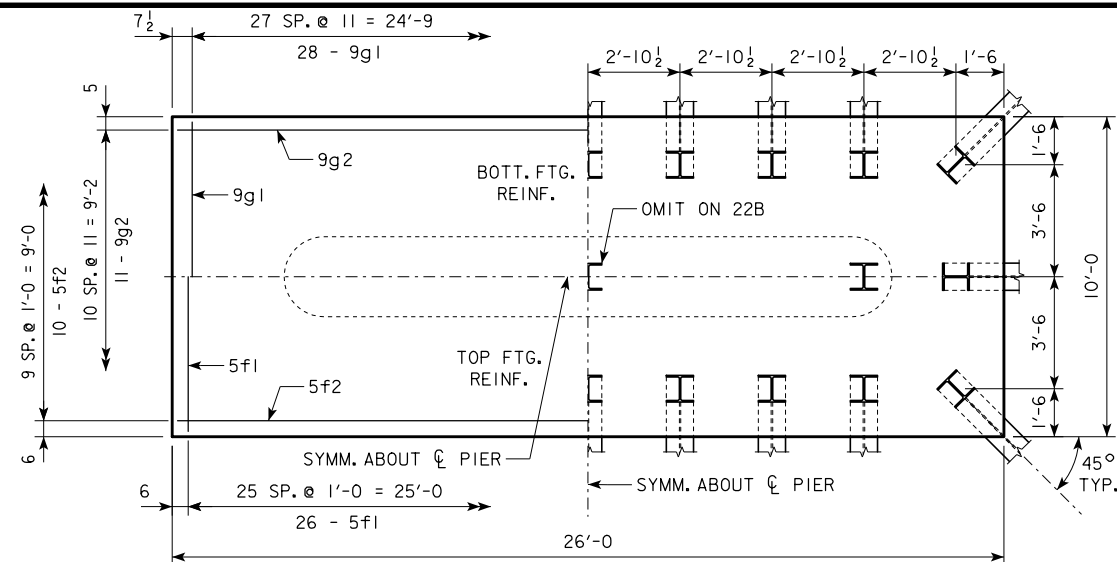 7½
27 SP. @ 11 = 24'-9
28 - 9g1
2'-10½
2'-10½
2'-10½
2'-10½
1'-6
5
9g2
9g1
BOTT. FTG.
REINF.
OMIT ON 22B
1'-6
3'-6
3'-6
1'-6
10'-0
9 SP. @ 1'-0 = 9'-0
10 - 5f2
10 SP. @ 11 = 9'-2
11 - 9g2
5f1
5f2
TOP FTG.
REINF.
6
SYMM. ABOUT ℄ PIER
SYMM. ABOUT ℄ PIER
45°
TYP.
6
25 SP. @ 1'-0 = 25'-0
26 - 5f1
26'-0